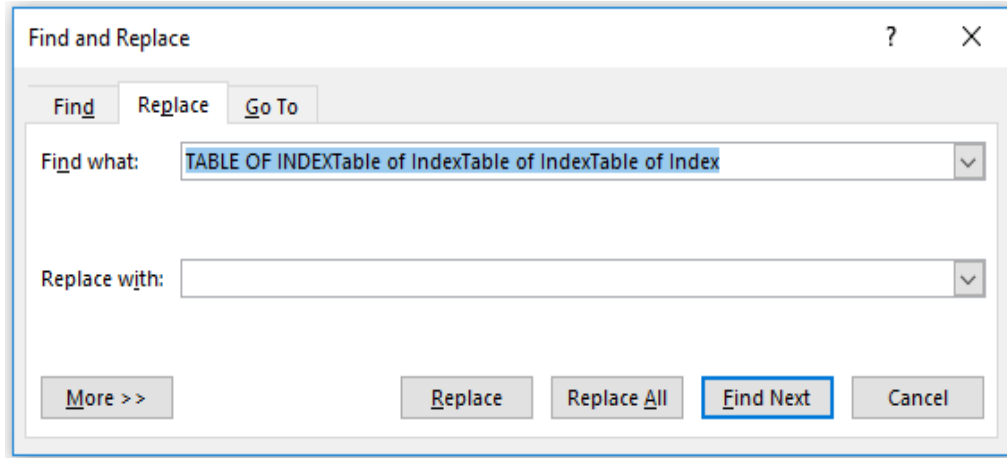 Find and Replace ?
Find Replace Go To
Find what: TABLE OF INDEXTable of IndexTable of IndexTable of Index
Replace with:
More >> Replace Replace All Find Next Cancel